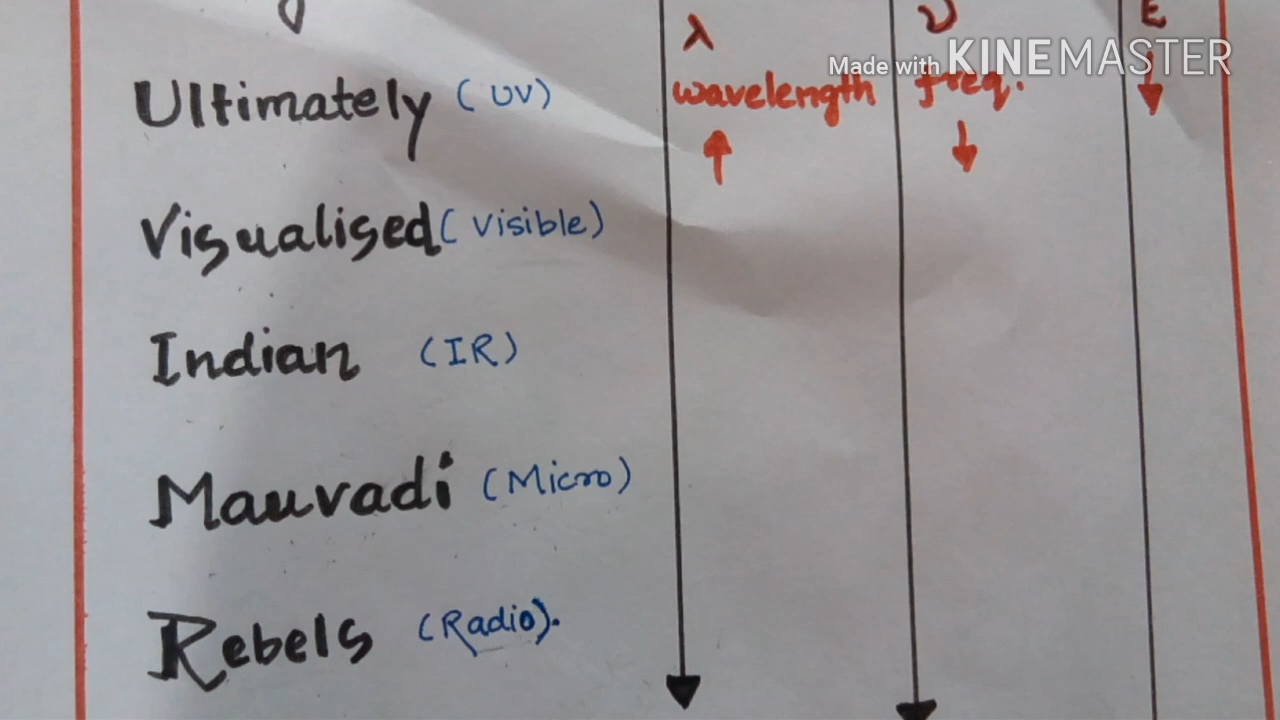 λ υ E
Made with KINEMASTER
Ultimately (UV) wavelength freq.
↑ ↓ ↓
Visualised (visible)
Indian (IR)
Mauvadi (Micro)
Rebels (Radio).